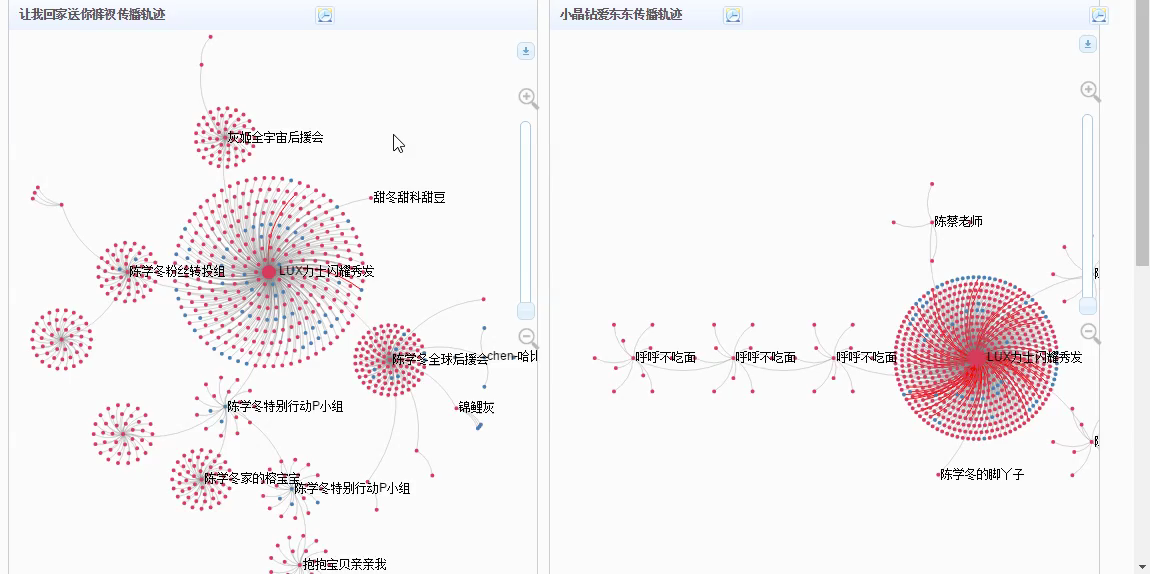 让我回家送你裤衩传播轨迹
小晶钻爱东东传播轨迹
灰姬全宇宙后援会
甜冬甜科甜豆
陈学冬粉丝转投组
LUX力士闪耀秀发
陈学冬全球后援会
chen-哈比
锦鲤灰
陈学冬特别行动P小组
陈学冬家的榕宝宝
陈学冬特别行动P小组
抱抱宝贝亲亲我
陈蔡老师
呼呼不吃面
呼呼不吃面
呼呼不吃面
LUX力士闪耀秀发
陈学冬的脚丫子